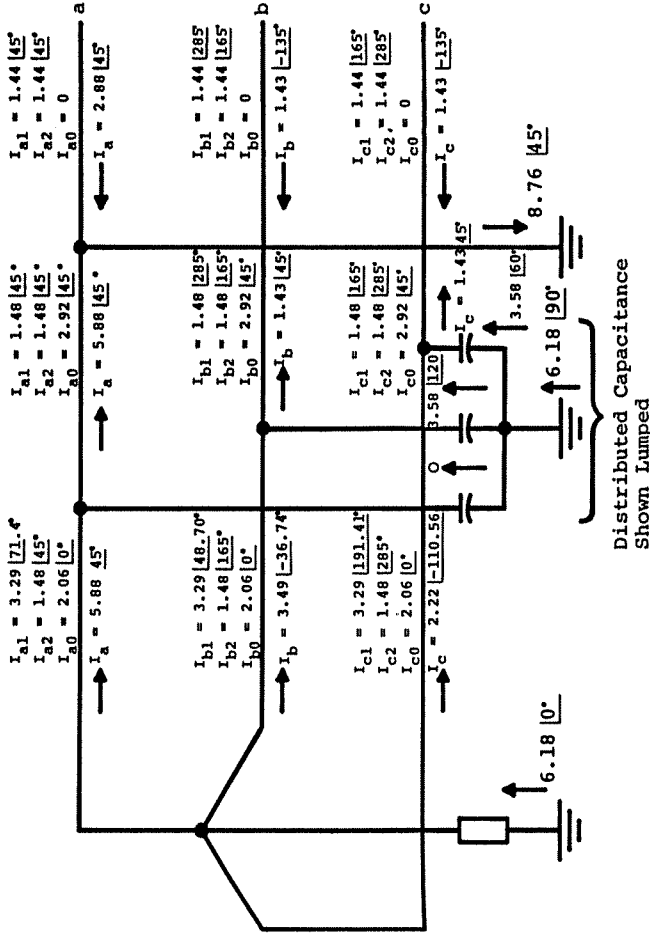 I_a1 = 3.29 |71.4°
I_a2 = 1.48 |45°
I_a0 = 2.06 |0°
I_a = 5.88 45°
I_a1 = 1.48 |45°
I_a2 = 1.48 |45°
I_a0 = 2.92 |45°
I_a = 5.88 |45°
I_a1 = 1.44 |45°
I_a2 = 1.44 |45°
I_a0 = 0
I_a = 2.88 |45°
a
I_b1 = 3.29 |48.70°
I_b2 = 1.48 |165°
I_b0 = 2.06 |0°
I_b = 3.49 |-36.74°
I_b1 = 1.48 |285°
I_b2 = 1.48 |165°
I_b0 = 2.92 |45°
I_b = 1.43 |45°
I_b1 = 1.44 |285°
I_b2 = 1.44 |165°
I_b0 = 0
I_b = 1.43 |-135°
b
I_c1 = 3.29 |191.41°
I_c2 = 1.48 |285°
I_c0 = 2.06 |0°
I_c = 2.22 |-110.56
I_c1 = 1.48 |165°
I_c2 = 1.48 |285°
I_c0 = 2.92 |45°
I_c = 1.43 |45°
I_c1 = 1.44 |165°
I_c2, = 1.44 |285°
I_c0 = 0
I_c = 1.43 |-135°
c
0
3.58 |120
3.58 |60°
6.18 |0°
6.18 |90°
8.76 |45°
Distributed Capacitance
Shown Lumped